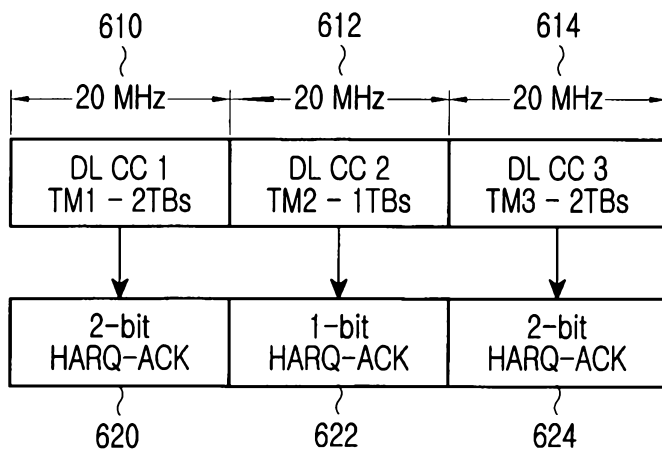 610 612 614
20 MHz 20 MHz 20 MHz
DL CC 1 DL CC 2 DL CC 3
TM1 – 2TBs TM2 – 1TBs TM3 – 2TBs
2-bit 1-bit 2-bit
HARQ-ACK HARQ-ACK HARQ-ACK
620 622 624